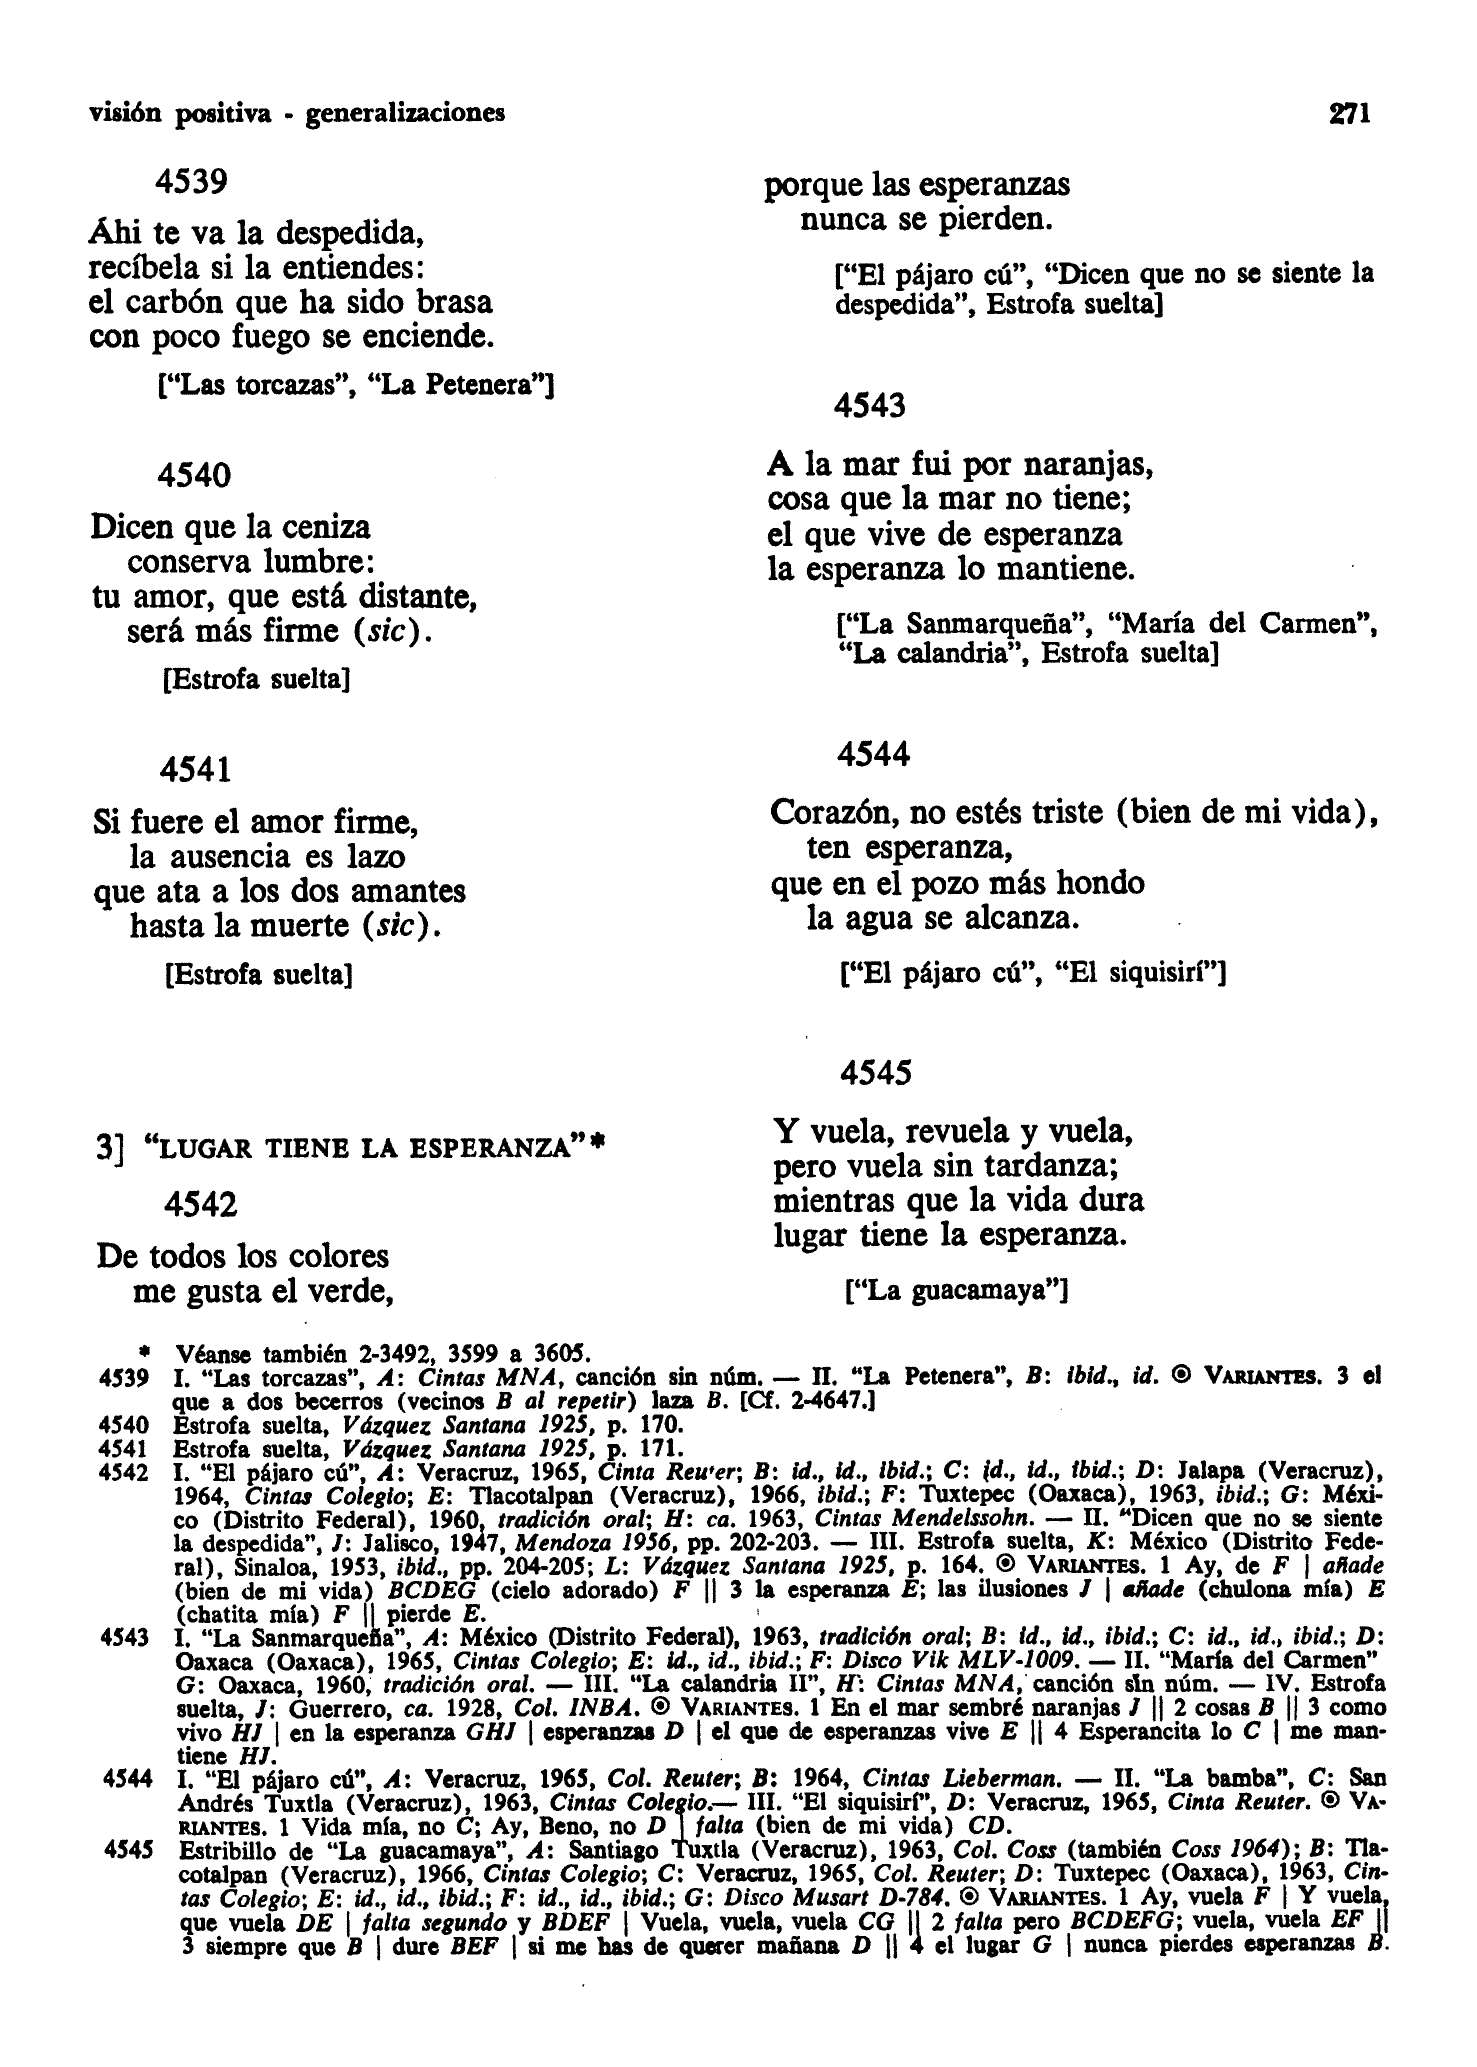 visión positiva - generalizaciones
271
4539
Áhi te va la despedida,
recíbela si la entiendes:
el carbón que ha sido brasa
con poco fuego se enciende.
[“Las torcazas”, “La Petenera”]
4540
Dicen que la ceniza
conserva lumbre:
tu amor, que está distante,
será más firme (sic).
[Estrofa suelta]
4541
Si fuere el amor firme,
la ausencia es lazo
que ata a los dos amantes
hasta la muerte (sic).
[Estrofa suelta]
3] “LUGAR TIENE LA ESPERANZA”*
4542
De todos los colores
me gusta el verde,
porque las esperanzas
nunca se pierden.
[“El pájaro cú”, “Dicen que no se siente la
despedida”, Estrofa suelta]
4543
A la mar fui por naranjas,
cosa que la mar no tiene;
el que vive de esperanza
la esperanza lo mantiene.
[“La Sanmarqueña”, “María del Carmen”,
“La calandria”, Estrofa suelta]
4544
Corazón, no estés triste (bien de mi vida),
ten esperanza,
que en el pozo más hondo
la agua se alcanza.
[“El pájaro cú”, “El siquisirí”]
4545
Y vuela, revuela y vuela,
pero vuela sin tardanza;
mientras que la vida dura
lugar tiene la esperanza.
[“La guacamaya”]
* Véanse también 2-3492, 3599 a 3605.
4539 I. “Las torcazas”, A: Cintas MNA, canción sin núm. — II. “La Petenera”, B: ibid., id. ® VARIANTES. 3 el
que a dos becerros (vecinos B al repetir) laza B. [Cf. 2-4647.]
4540 Estrofa suelta, Vázquez Santana 1925, p. 170.
4541 Estrofa suelta, Vázquez Santana 1925, p. 171.
4542 I. “El pájaro cú”, A: Veracruz, 1965, Cinta Reuter; B: id., id., ibid.; C: id., id., ibid.; D: Jalapa (Veracruz),
1964, Cintas Colegio; E: Tlacotalpan (Veracruz), 1966, ibid.; F: Tuxtepec (Oaxaca), 1963, ibid.; G: Méxi-
co (Distrito Federal), 1960, tradición oral; H: ca. 1963, Cintas Mendelssohn. — II. “Dicen que no se siente
la despedida”, J: Jalisco, 1947, Mendoza 1956, pp. 202-203. — III. Estrofa suelta, K: México (Distrito Fede-
ral), Sinaloa, 1953, ibid., pp. 204-205; L: Vázquez Santana 1925, p. 164. ® VARIANTES. 1 Ay, de F | añade
(bien de mi vida) BCDEG (cielo adorado) F || 3 la esperanza E; las ilusiones J | añade (chulona mía) E
(chatita mía) F || pierde E.
4543 I. “La Sanmarqueña”, A: México (Distrito Federal), 1963, tradición oral; B: id., id., ibid.; C: id., id., ibid.; D:
Oaxaca (Oaxaca), 1965, Cintas Colegio; E: id., id., ibid.; F: Disco Vik MLV-1009. — II. “María del Carmen”
G: Oaxaca, 1960, tradición oral. — III. “La calandria II”, H: Cintas MNA, canción sin núm. — IV. Estrofa
suelta, J: Guerrero, ca. 1928, Col. INBA. ® VARIANTES. 1 En el mar sembré naranjas J || 2 cosas B || 3 como
vivo HJ | en la esperanza GHJ | esperanzas D | el que de esperanzas vive E || 4 Esperancita lo C | me man-
tiene HJ.
4544 I. “El pájaro cú”, A: Veracruz, 1965, Col. Reuter; B: 1964, Cintas Lieberman. — II. “La bamba”, C: San
Andrés Tuxtla (Veracruz), 1963, Cintas Colegio.— III. “El siquisirí”, D: Veracruz, 1965, Cinta Reuter. ® VA-
RIANTES. 1 Vida mía, no C; Ay, Beno, no D | falta (bien de mi vida) CD.
4545 Estribillo de “La guacamaya”, A: Santiago Tuxtla (Veracruz), 1963, Col. Coss (también Coss 1964); B: Tla-
cotalpan (Veracruz), 1966, Cintas Colegio; C: Veracruz, 1965, Col. Reuter; D: Tuxtepec (Oaxaca), 1963, Cin-
tas Colegio; E: id., id., ibid.; F: id., id., ibid.; G: Disco Musart D-784. ® VARIANTES. 1 Ay, vuela F | Y vuela,
que vuela DE | falta segundo y BDEF | Vuela, vuela, vuela CG || 2 falta pero BCDEFG; vuela, vuela EF ||
3 siempre que B | dure BEF | si me has de querer mañana D || 4 el lugar G | nunca pierdes esperanzas B.